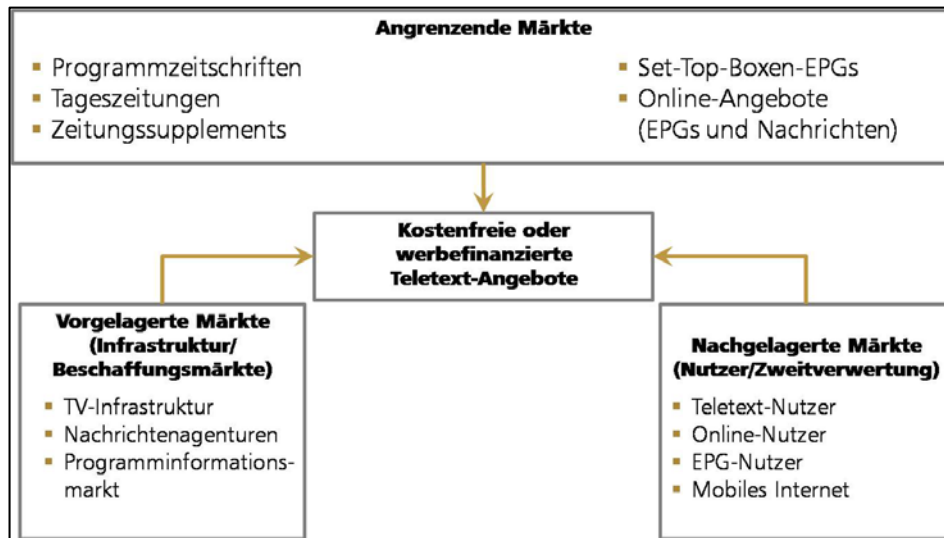 Angrenzende Märkte
Programmzeitschriften
Tageszeitungen
Zeitungssupplements
Set-Top-Boxen-EPGs
Online-Angebote
(EPGs und Nachrichten)
Kostenfreie oder
werbefinanzierte
Teletext-Angebote
Vorgelagerte Märkte
(Infrastruktur/
Beschaffungsmärkte)
TV-Infrastruktur
Nachrichtenagenturen
Programminformations-
markt
Nachgelagerte Märkte
(Nutzer/Zweitverwertung)
Teletext-Nutzer
Online-Nutzer
EPG-Nutzer
Mobiles Internet